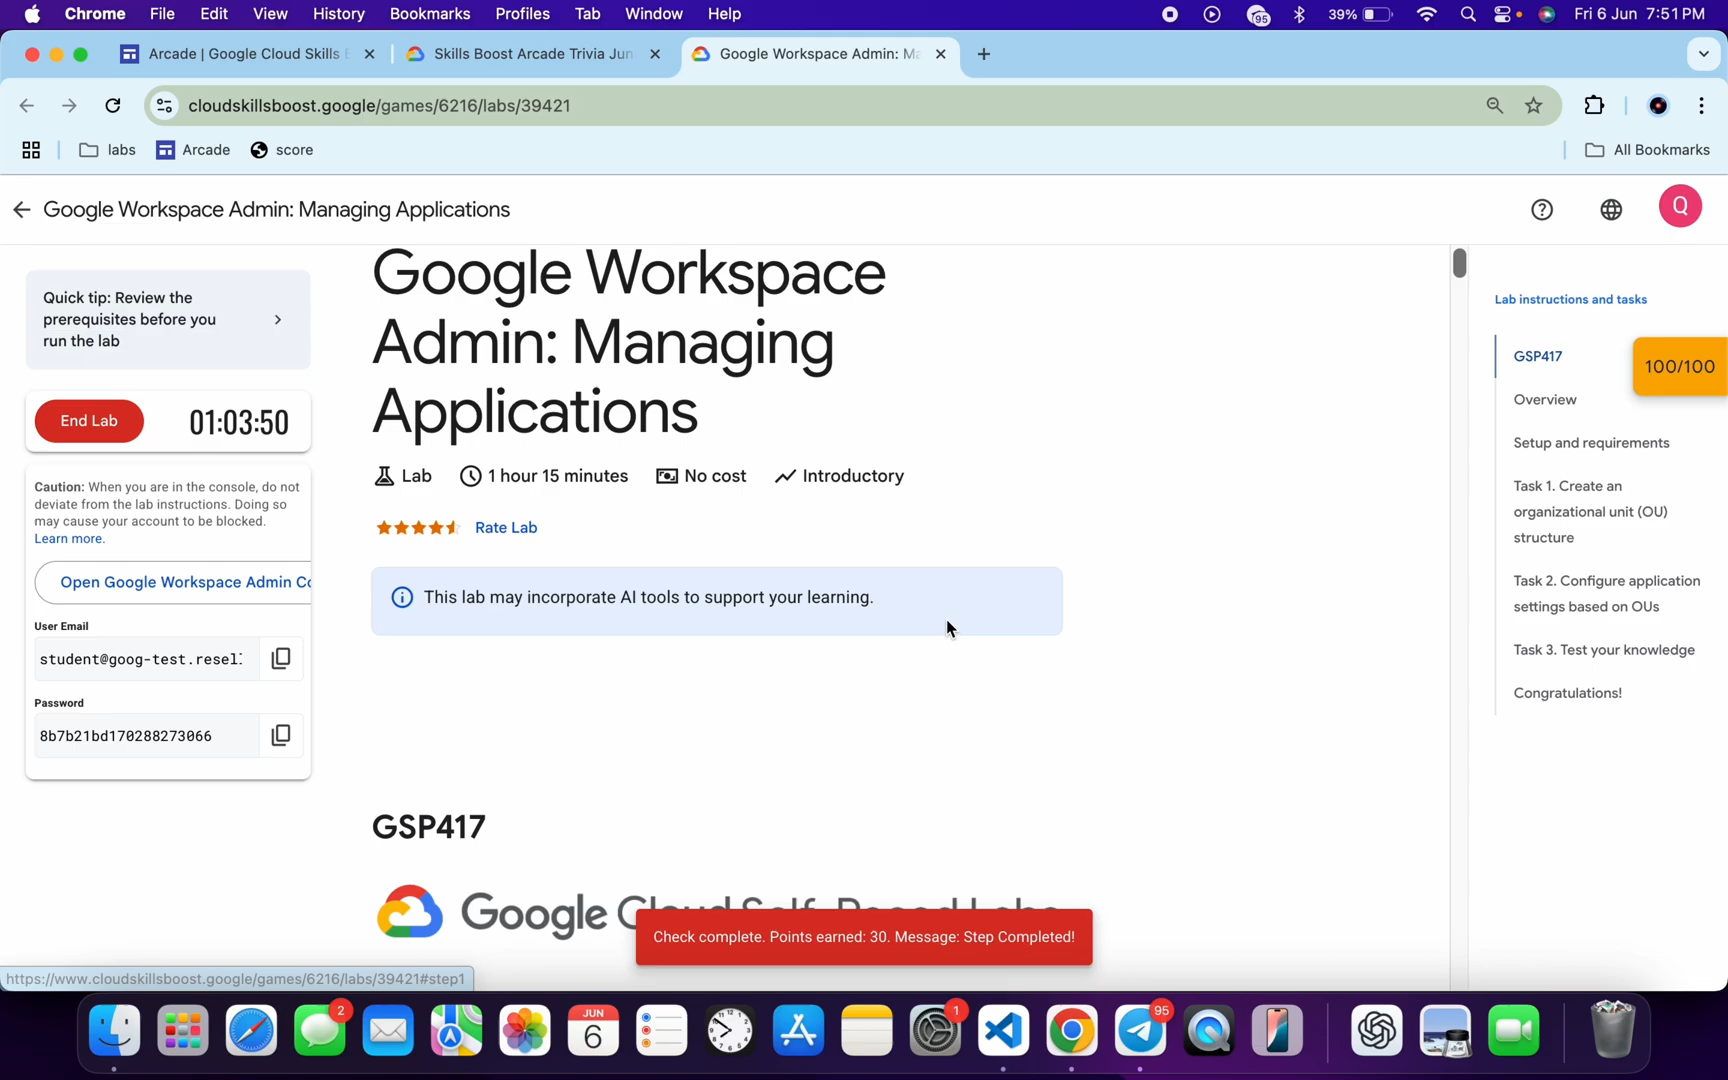 Chrome File Edit View History Bookmarks Profiles Tab Window Help
95 39% Fri 6 Jun 7:51 PM
Arcade | Google Cloud Skills Skills Boost Arcade Trivia Jun Google Workspace Admin: Ma
cloudskillsboost.google/games/6216/labs/39421
labs Arcade score All Bookmarks
Google Workspace Admin: Managing Applications
Q
Quick tip: Review the
prerequisites before you
run the lab
End Lab 01:03:50
Caution: When you are in the console, do not
deviate from the lab instructions. Doing so
may cause your account to be blocked.
Learn more.
Open Google Workspace Admin Co
User Email
student@goog-test.resel
Password
8b7b21bd170288273066
Google Workspace
Admin: Managing
Applications
Lab 1 hour 15 minutes No cost Introductory
Rate Lab
This lab may incorporate AI tools to support your learning.
GSP417
Google Cloud Self-Paced Labs
Check complete. Points earned: 30. Message: Step Completed!
Lab instructions and tasks
GSP417
100/100
Overview
Setup and requirements
Task 1. Create an
organizational unit (OU)
structure
Task 2. Configure application
settings based on OUs
Task 3. Test your knowledge
Congratulations!
https://www.cloudskillsboost.google/games/6216/labs/39421#step1
2 JUN 6 1 95